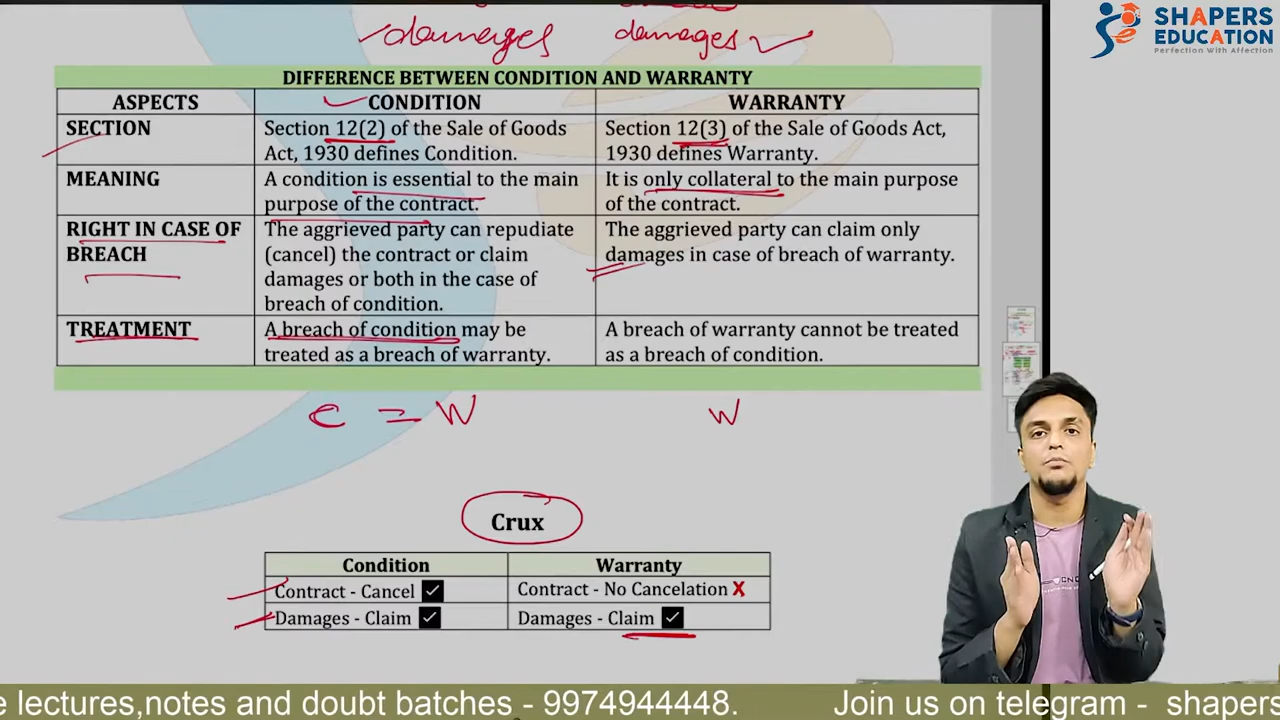 SHAPERS
EDUCATION
Perfection With Affection
damages damages
DIFFERENCE BETWEEN CONDITION AND WARRANTY
ASPECTS CONDITION WARRANTY
SECTION Section 12(2) of the Sale of Goods Act, 1930 defines Condition. Section 12(3) of the Sale of Goods Act, 1930 defines Warranty.
MEANING A condition is essential to the main purpose of the contract. It is only collateral to the main purpose of the contract.
RIGHT IN CASE OF BREACH The aggrieved party can repudiate (cancel) the contract or claim damages or both in the case of breach of condition. The aggrieved party can claim only damages in case of breach of warranty.
TREATMENT A breach of condition may be treated as a breach of warranty. A breach of warranty cannot be treated as a breach of condition.
c = W W
Crux
Condition Warranty
Contract - Cancel ✓ Contract - No Cancelation X
Damages - Claim ✓ Damages - Claim ✓
e lectures,notes and doubt batches - 9974944448. Join us on telegram - shapers